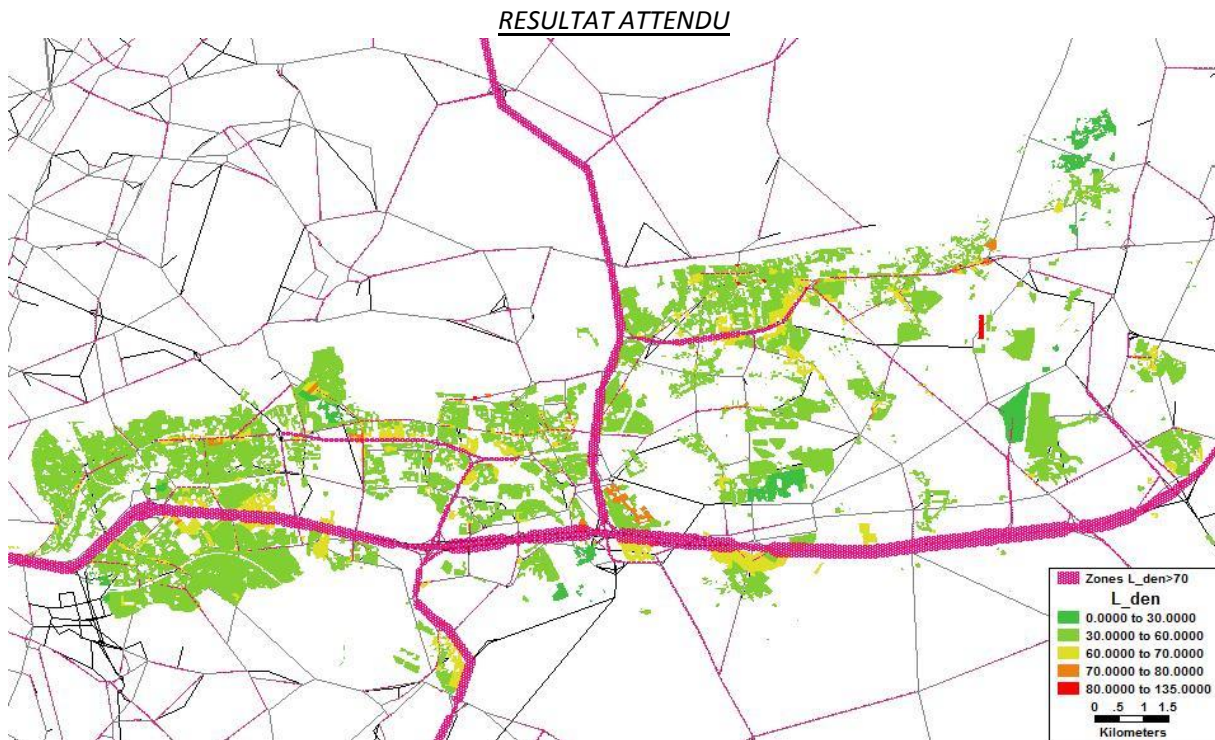 RESULTAT ATTENDU
Zones L_den>70
L_den
0.0000 to 30.0000
30.0000 to 60.0000
60.0000 to 70.0000
70.0000 to 80.0000
80.0000 to 135.0000
0 .5 1 1.5
Kilometers